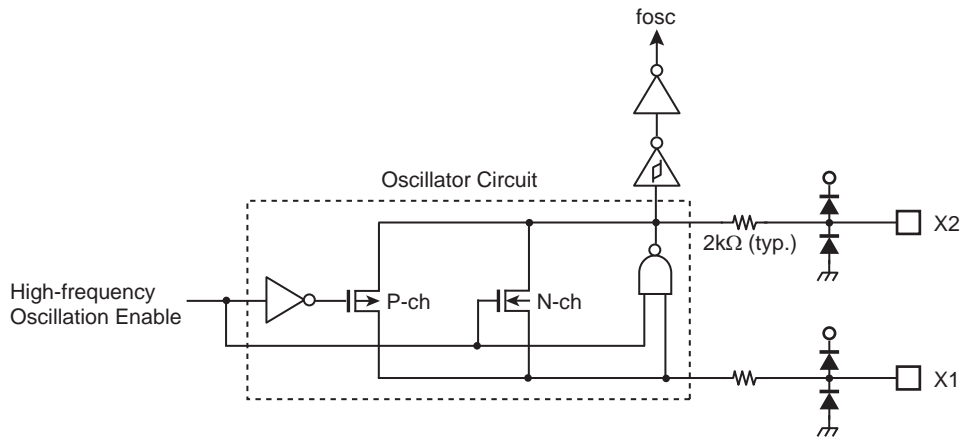 fosc
Oscillator Circuit
2kΩ (typ.)
X2
High-frequency
Oscillation Enable
P-ch
N-ch
X1